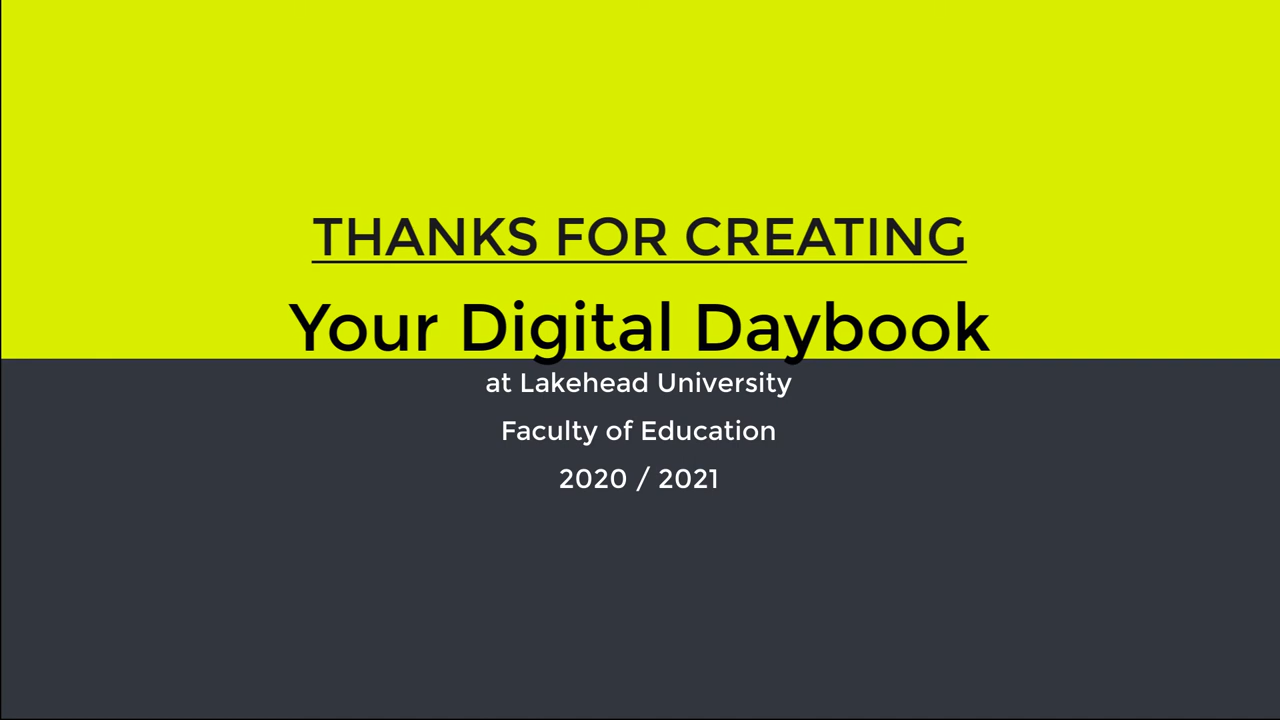 THANKS FOR CREATING
Your Digital Daybook
at Lakehead University
Faculty of Education
2020 / 2021